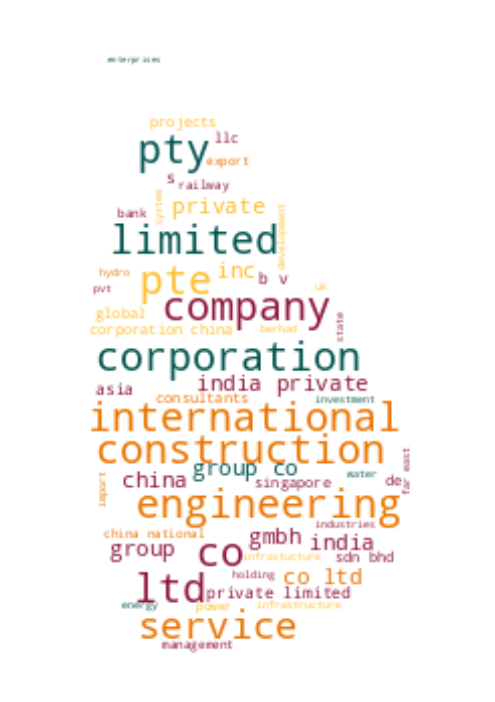 enterprises
projects
pty llc
export
s railway
bank system private
limited development
hydro pte inc b v
pvt company uk
global
corporation china berhad state
corporation
asia india private
consultants investment
international
construction
group co
import china singapore water de far east
engineering
china national industries
group co gmbh india
infrastucture sdn bhd
ltd holding co ltd
private limited
energy power infrastructure
service
management